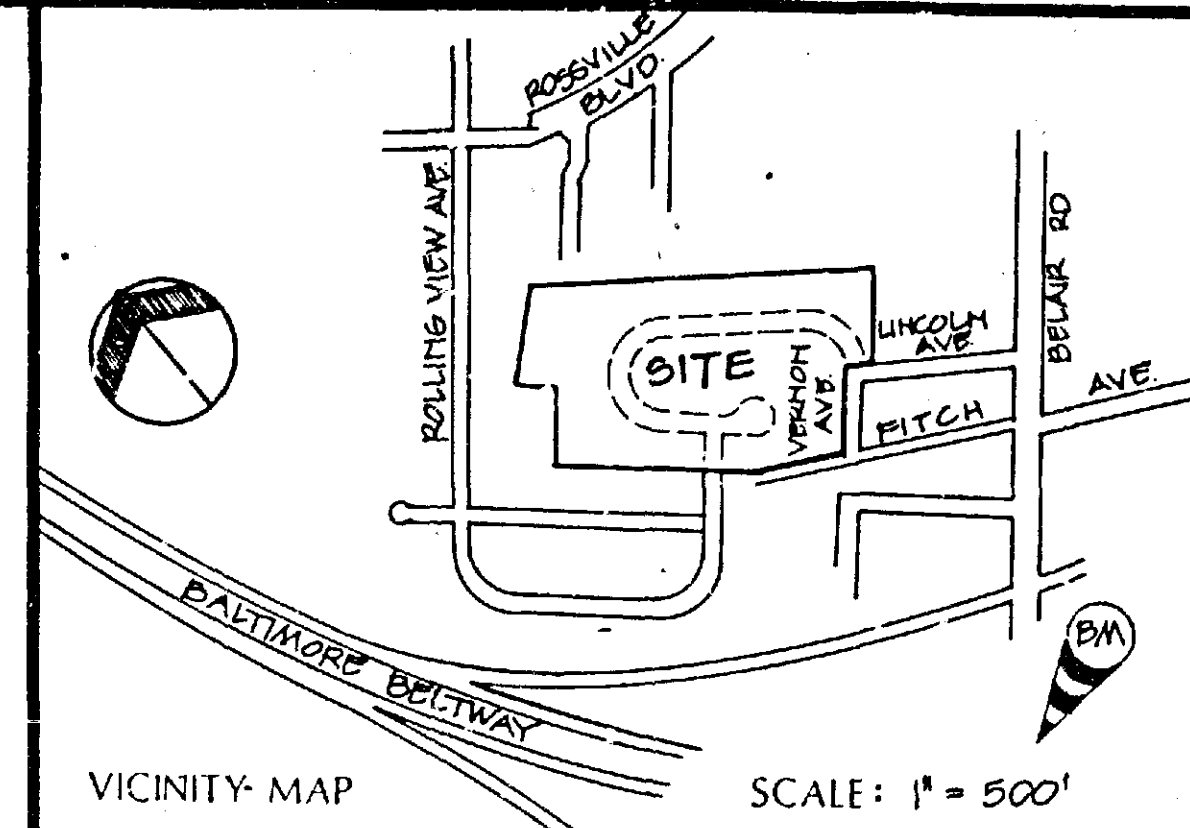 ROSSVILLE
BLVD.
ROLLING VIEW AVE.
BELAIR RD
LINCOLN
AVE.
SITE
VERNON
AVE.
FITCH AVE.
BALTIMORE BELTWAY
BM
VICINITY MAP
SCALE: 1" = 500'